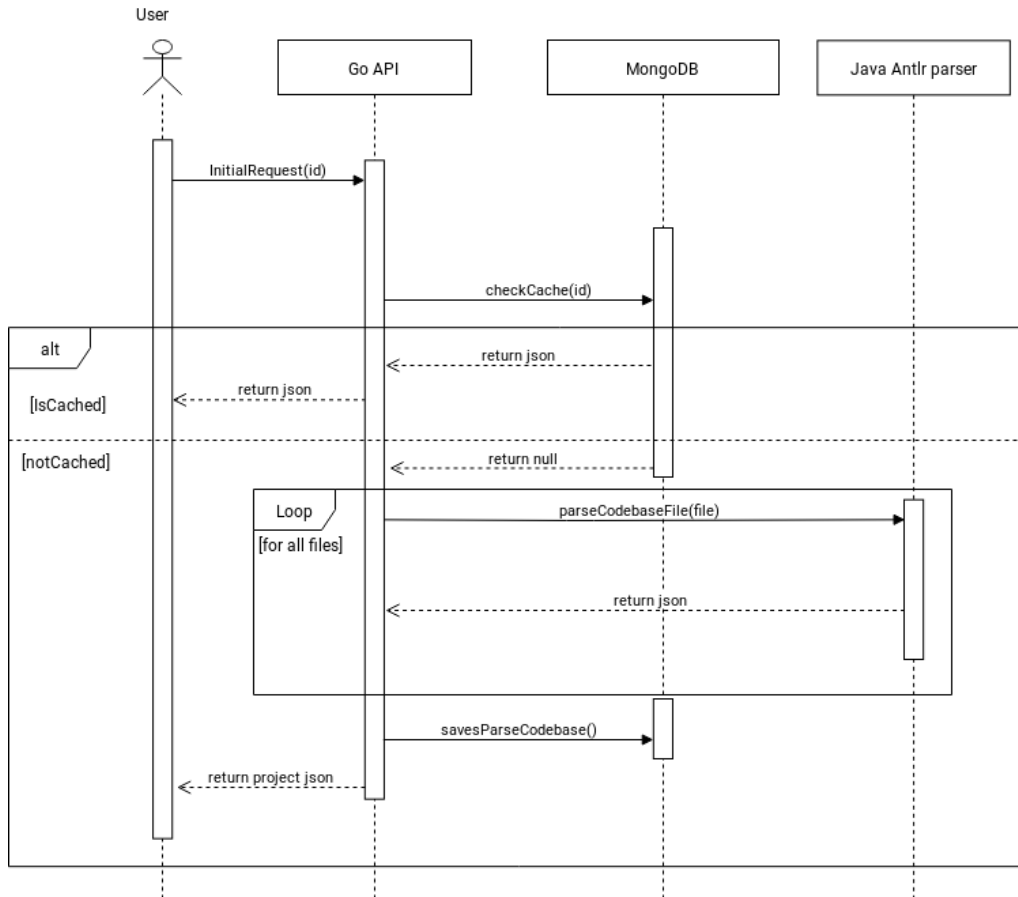 User
Go API
MongoDB
Java Antlr parser
InitialRequest(id)
checkCache(id)
alt
return json
return json
[IsCached]
[notCached]
return null
Loop
parseCodebaseFile(file)
[for all files]
return json
savesParseCodebase()
return project json